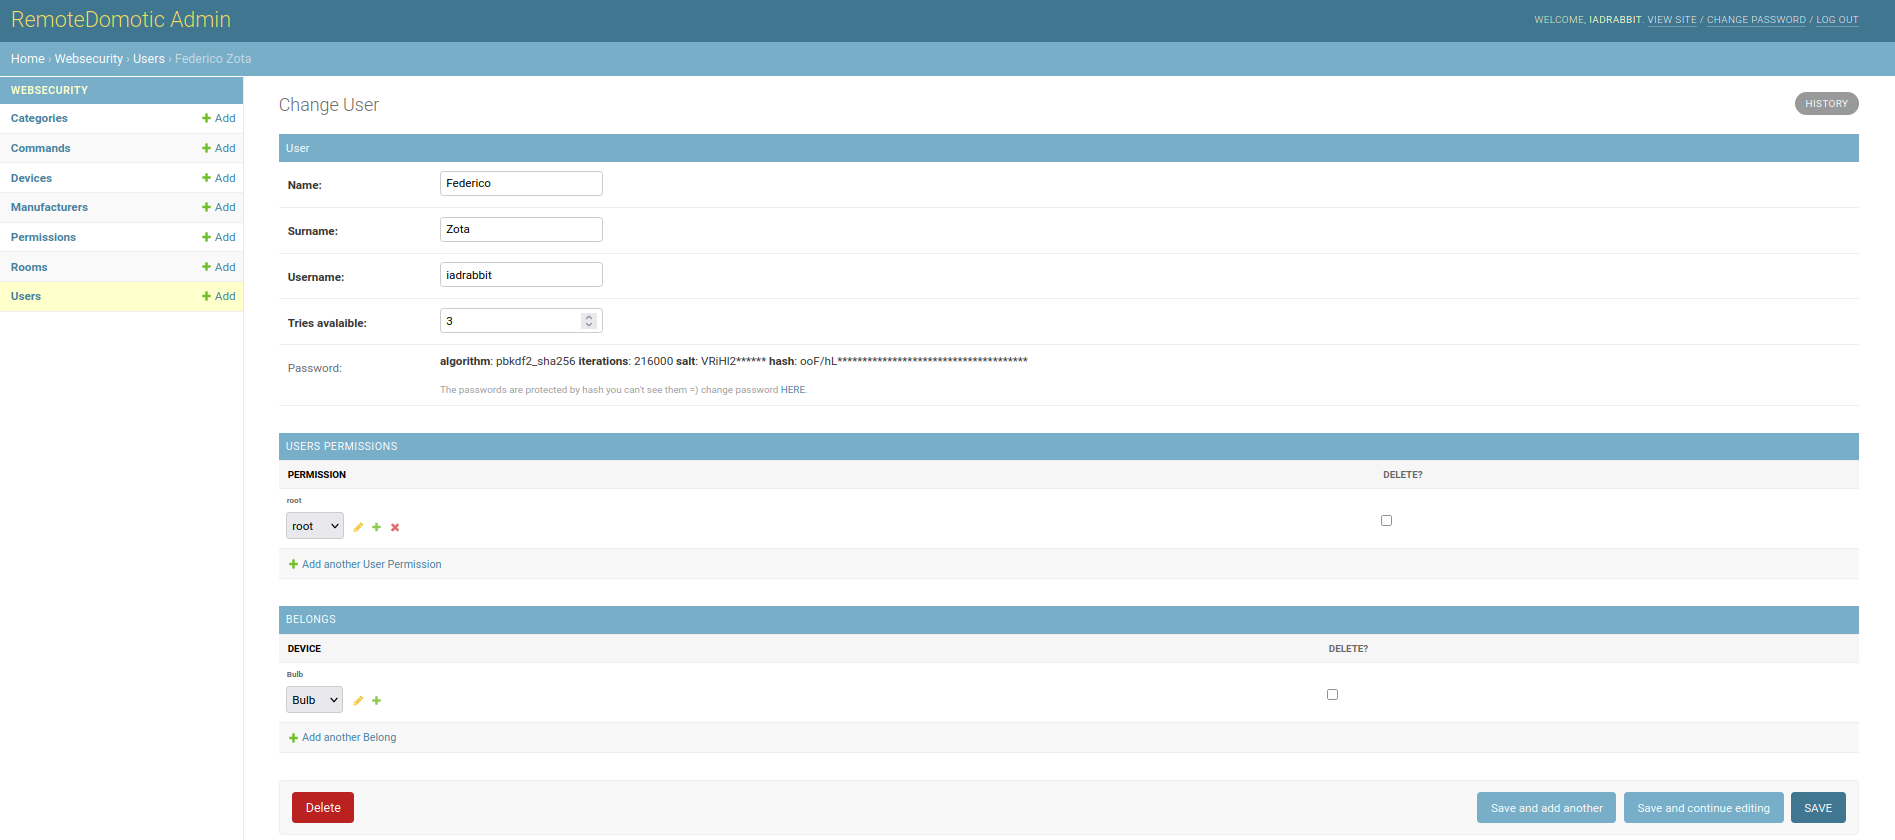 RemoteDomotic Admin
WELCOME, IADRABBIT. VIEW SITE / CHANGE PASSWORD / LOG OUT
Home › Websecurity › Users › Federico Zota
WEBSECURITY
Categories Add
Commands Add
Devices Add
Manufacturers Add
Permissions Add
Rooms Add
Users Add
Change User
HISTORY
User
Name: Federico
Surname: Zota
Username: iadrabbit
Tries avalaible: 3
Password: algorithm: pbkdf2_sha256 iterations: 216000 salt: VRiHI2****** hash: ooF/hL**************************************
The passwords are protected by hash you can't see them =) change password HERE.
USERS PERMISSIONS
PERMISSION DELETE?
root
root
Add another User Permission
BELONGS
DEVICE DELETE?
Bulb
Bulb
Add another Belong
Delete
Save and add another Save and continue editing SAVE